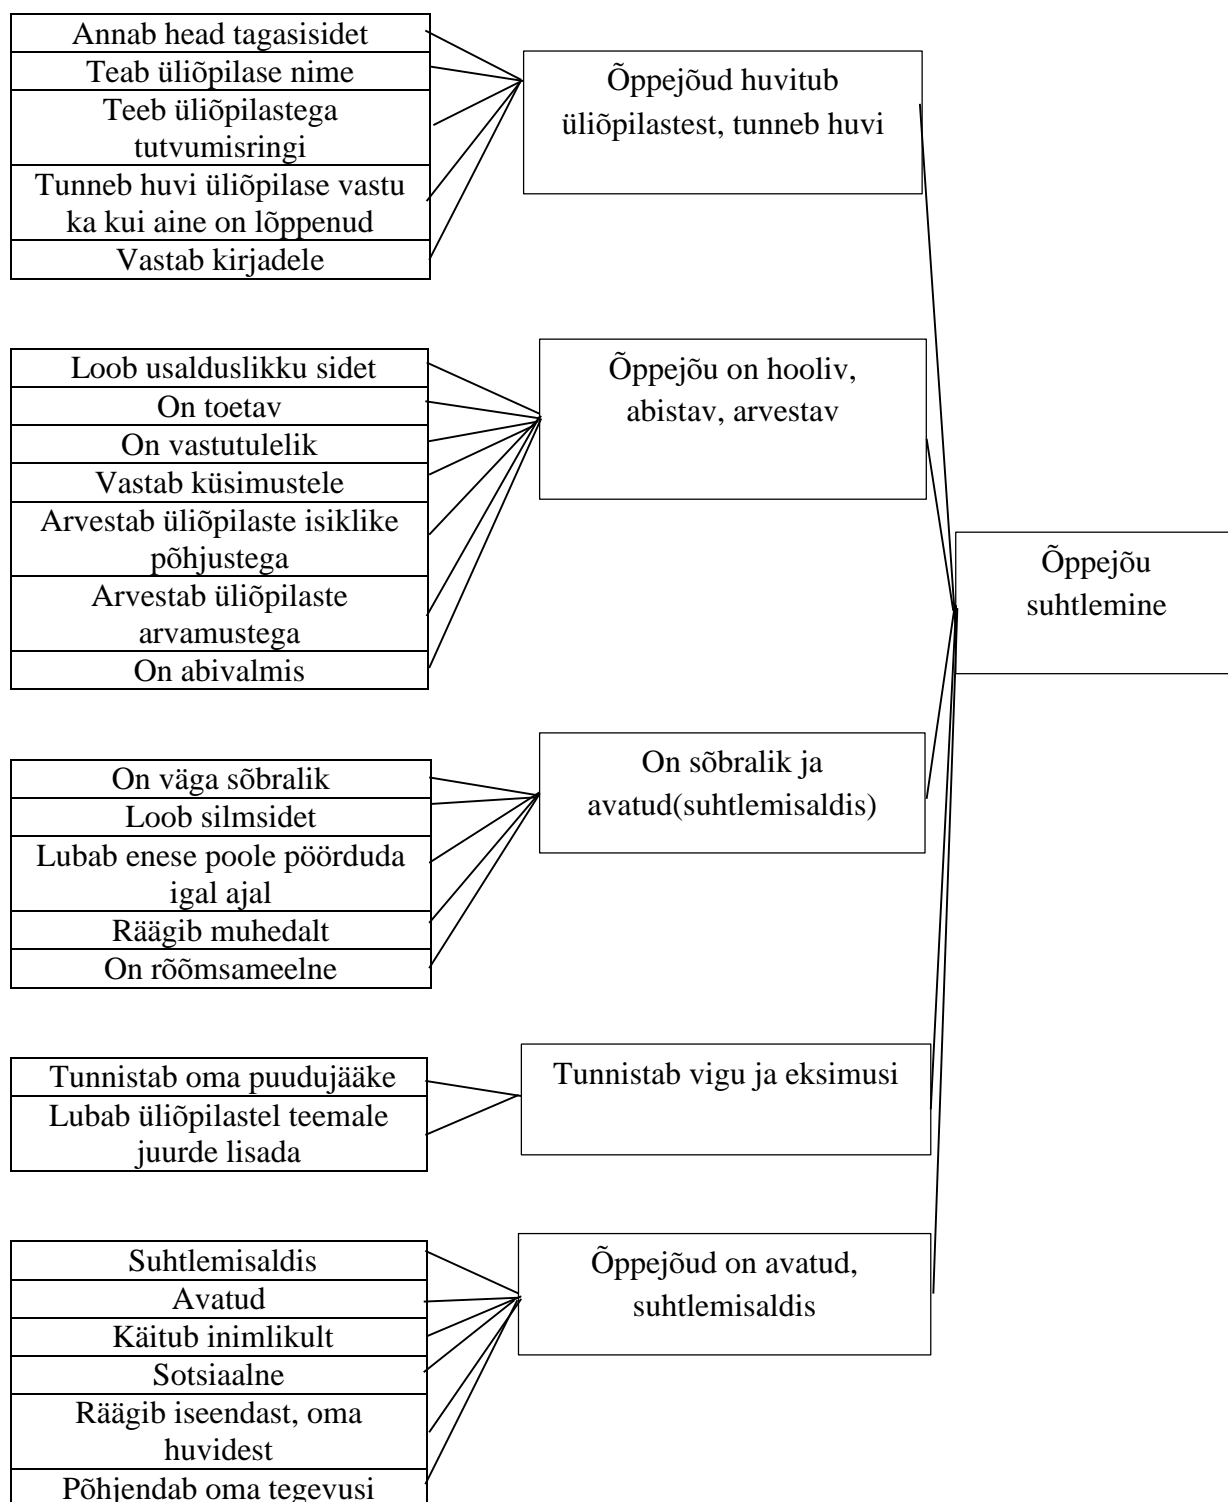 Annab head tagasisidet
Teab üliõpilase nime
Teeb üliõpilastega
tutvumisringi
Tunneb huvi üliõpilase vastu
ka kui aine on lõppenud
Vastab kirjadele
Õppejõud huvitub
üliõpilastest, tunneb huvi
Loob usalduslikku sidet
On toetav
On vastutulelik
Vastab küsimustele
Arvestab üliõpilaste isiklike
põhjustega
Arvestab üliõpilaste
arvamustega
On abivalmis
Õppejõu on hooliv,
abistav, arvestav
On väga sõbralik
Loob silmsidet
Lubab enese poole pöörduda
igal ajal
Räägib muhedalt
On rõõmsameelne
On sõbralik ja
avatud(suhtlemisaldis)
Tunnistab oma puudujääke
Lubab üliõpilastel teemale
juurde lisada
Tunnistab vigu ja eksimusi
Suhtlemisaldis
Avatud
Käitub inimlikult
Sotsiaalne
Räägib iseendast, oma
huvidest
Põhjendab oma tegevusi
Õppejõud on avatud,
suhtlemisaldis
Õppejõu
suhtlemine